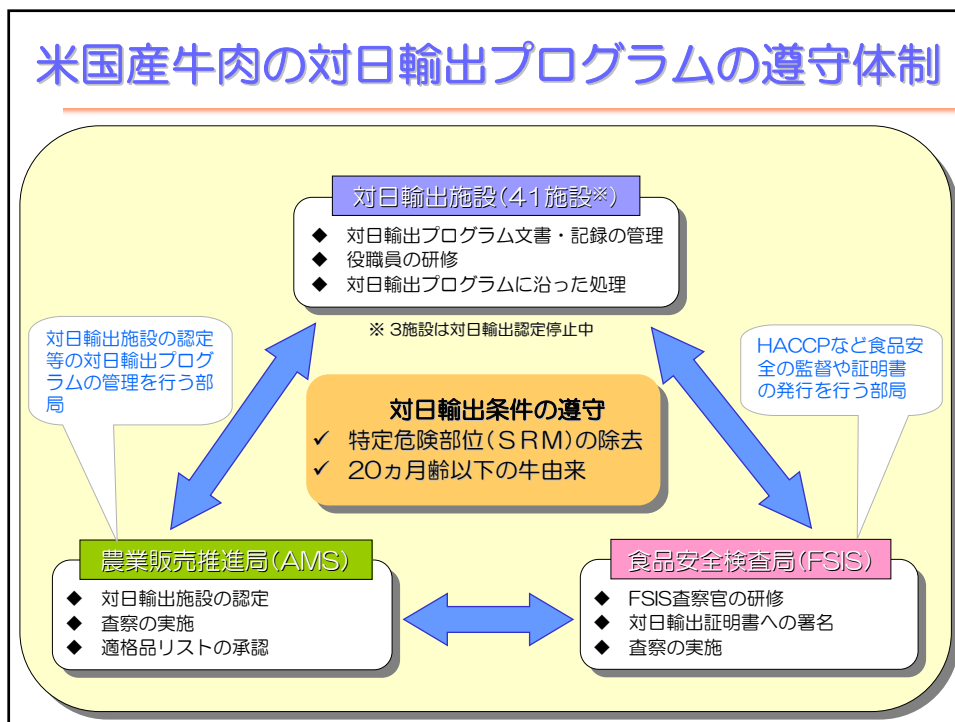 米国産牛肉の対日輸出プログラムの遵守体制
対日輸出施設(41施設※)
◆ 対日輸出プログラム文書・記録の管理
◆ 役職員の研修
◆ 対日輸出プログラムに沿った処理
※ 3施設は対日輸出認定停止中
対日輸出施設の認定
等の対日輸出プログ
ラムの管理を行う部
局
HACCPなど食品安
全の監督や証明書
の発行を行う部局
対日輸出条件の遵守
✓ 特定危険部位(SRM)の除去
✓ 20ヵ月齢以下の牛由来
農業販売推進局(AMS)
◆ 対日輸出施設の認定
◆ 査察の実施
◆ 適格品リストの承認
食品安全検査局(FSIS)
◆ FSIS査察官の研修
◆ 対日輸出証明書への署名
◆ 査察の実施